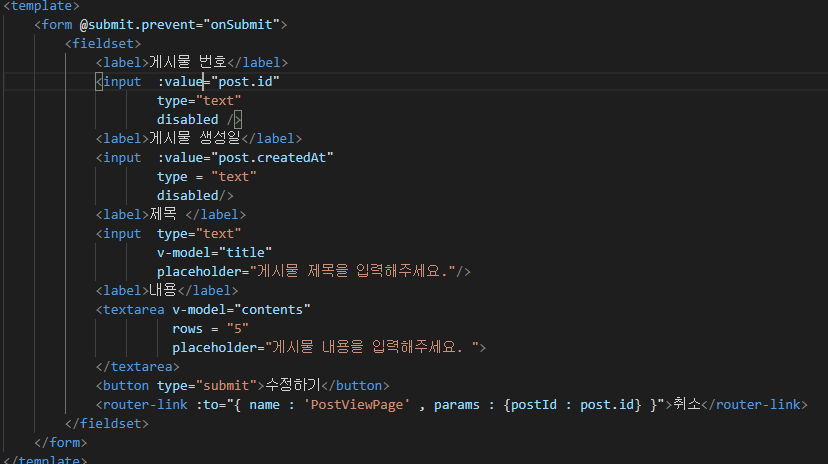 <template>
<form @submit.prevent="onSubmit">
<fieldset>
<label>게시물 번호</label>
<input  :value="post.id"
type="text"
disabled />
<label>게시물 생성일</label>
<input  :value="post.createdAt"
type = "text"
disabled/>
<label>제목 </label>
<input  type="text"
v-model="title"
placeholder="게시물 제목을 입력해주세요."/>
<label>내용</label>
<textarea v-model="contents"
rows = "5"
placeholder="게시물 내용을 입력해주세요. ">
</textarea>
<button type="submit">수정하기</button>
<router-link :to="{ name : 'PostViewPage' , params : {postId : post.id} }">취소</router-link>
</fieldset>
</form>
</template>